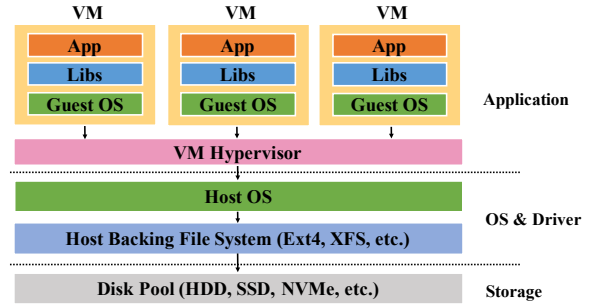 VM VM VM
App App App
Libs Libs Libs
Guest OS Guest OS Guest OS
Application
VM Hypervisor
Host OS
OS & Driver
Host Backing File System (Ext4, XFS, etc.)
Disk Pool (HDD, SSD, NVMe, etc.)
Storage